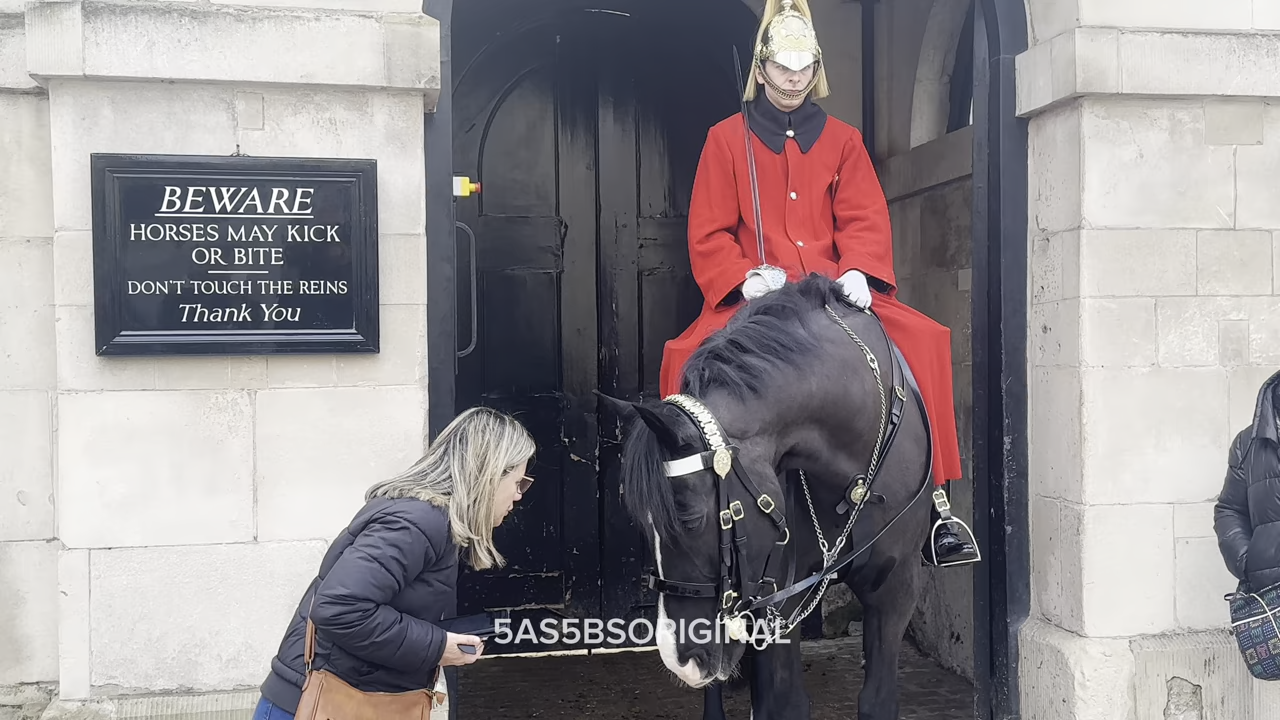 BEWARE
HORSES MAY KICK
OR BITE
DON'T TOUCH THE REINS
Thank You
5AS5BSORIGINAL